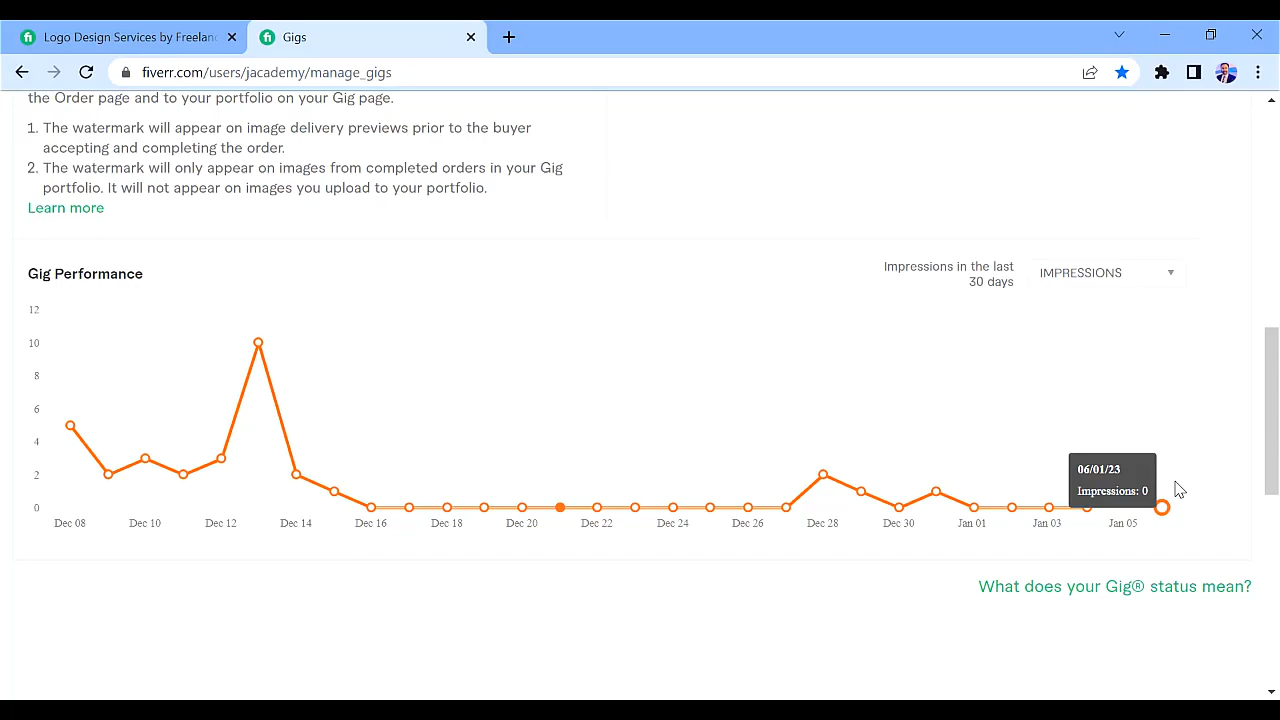 Logo Design Services by Freelanc
Gigs
fiverr.com/users/jacademy/manage_gigs
the Order page and to your portfolio on your Gig page.
1. The watermark will appear on image delivery previews prior to the buyer
accepting and completing the order.
2. The watermark will only appear on images from completed orders in your Gig
portfolio. It will not appear on images you upload to your portfolio.
Learn more
Gig Performance
Impressions in the last
30 days
IMPRESSIONS
12
10
8
6
4
2
0
06/01/23
Impressions: 0
Dec 08 Dec 10 Dec 12 Dec 14 Dec 16 Dec 18 Dec 20 Dec 22 Dec 24 Dec 26 Dec 28 Dec 30 Jan 01 Jan 03 Jan 05
What does your Gig® status mean?